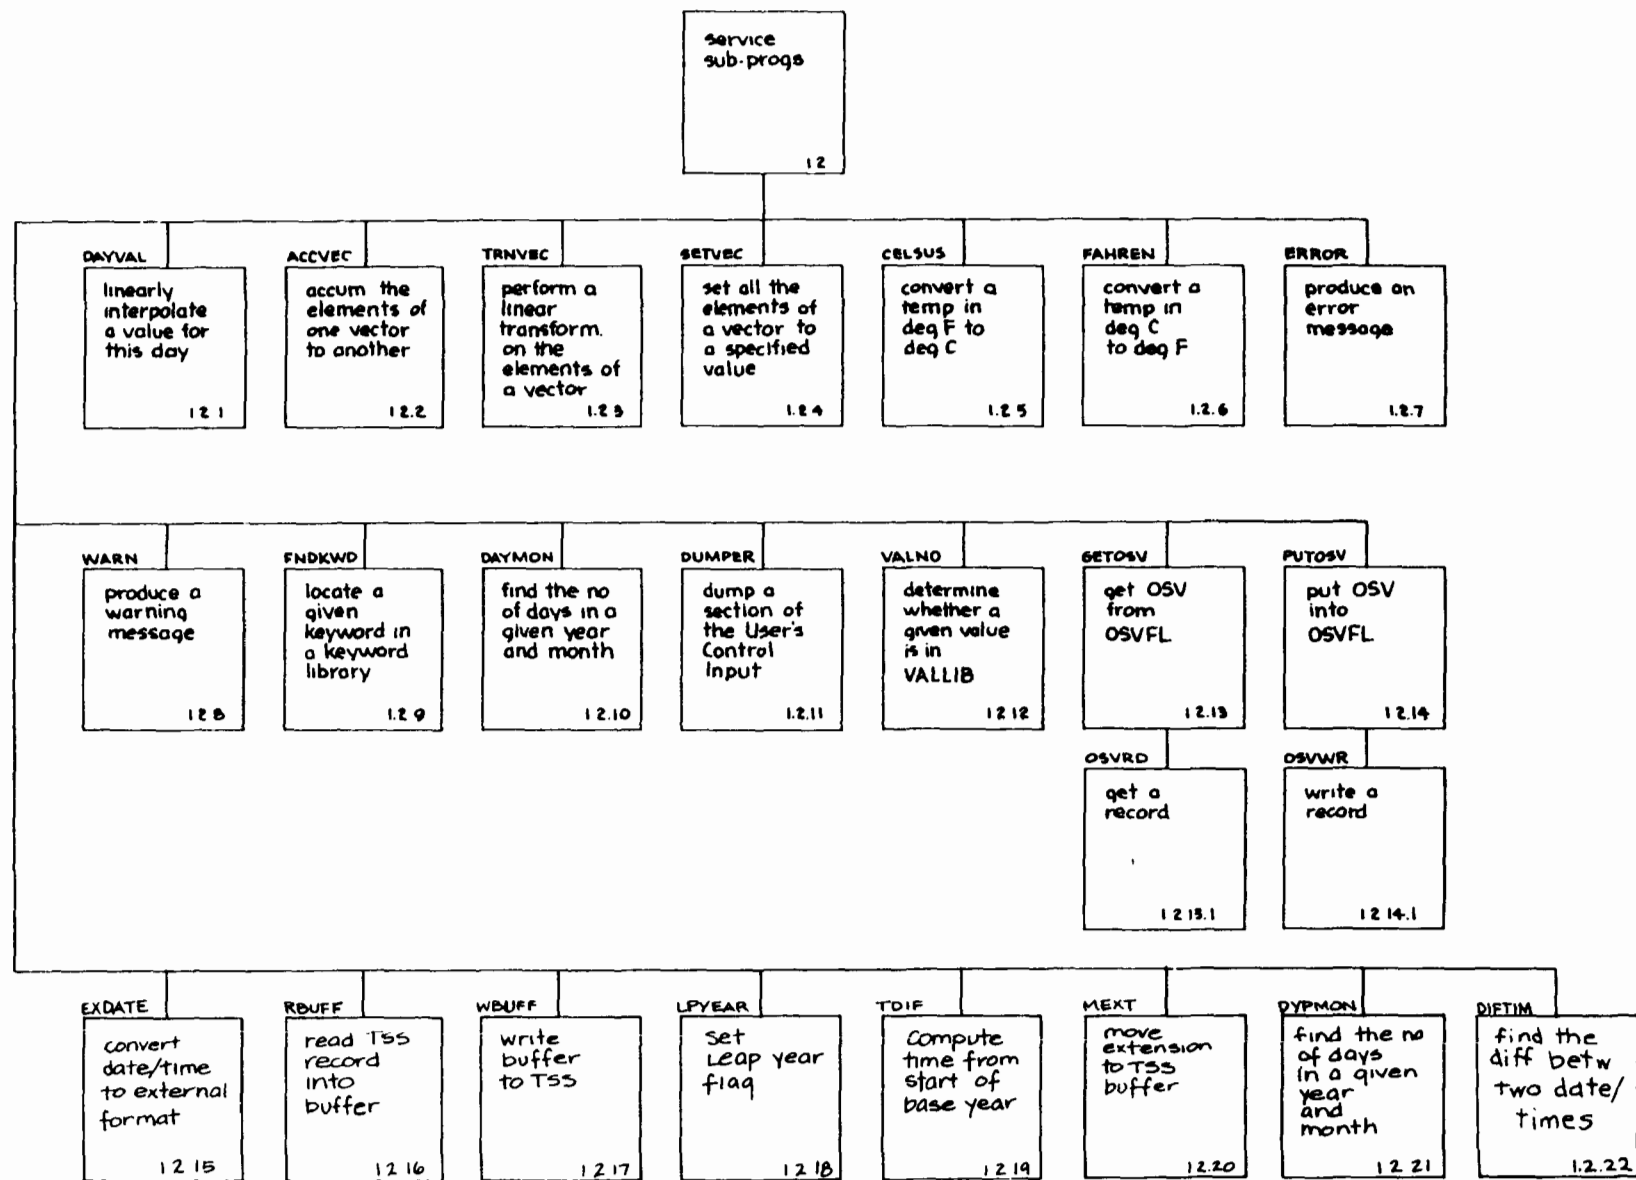 service
sub-progs
1 2
DAYVAL
linearly
interpolate
a value for
this day
1 2 1
ACCVEC
accum the
elements of
one vector
to another
1 2.2
TRNVEC
perform a
linear
transform.
on the
elements of
a vector
1.2 3
SETVEC
set all the
elements of
a vector to
a specified
value
1.2 4
CELSUS
convert a
temp in
deg F to
deg C
1.2 5
FAHREN
convert a
temp in
deg C
to deg F
1.2.6
ERROR
produce an
error
message
1.2.7
WARN
produce a
warning
message
1 2 8
FNDKWD
locate a
given
keyword in
a keyword
library
1.2 9
DAYMON
find the no
of days in a
given year
and month
1 2.10
DUMPER
dump a
section of
the User's
Control
Input
1.2.11
VALNO
determine
whether a
given value
is in
VALLIB
1 2 12
GETOSV
get OSV
from
OSVFL
1 2.13
PUTOSV
put OSV
into
OSVFL
1 2.14
OSVRD
get a
record
1 2 13.1
OSVWR
write a
record
1 2 14.1
EXDATE
convert
date/time
to external
format
1 2 15
RBUFF
read TSS
record
into
buffer
1 2 16
WBUFF
write
buffer
to TSS
1 2 17
LPYEAR
Set
Leap year
flag
1 2 18
TDIF
Compute
time from
start of
base year
1 2 19
MEXT
move
extension
to TSS
buffer
1 2.20
DYPMON
find the no
of days
in a given
year
and
month
1 2 21
DIFTIM
find the
diff betw
two date/
times
1.2.22